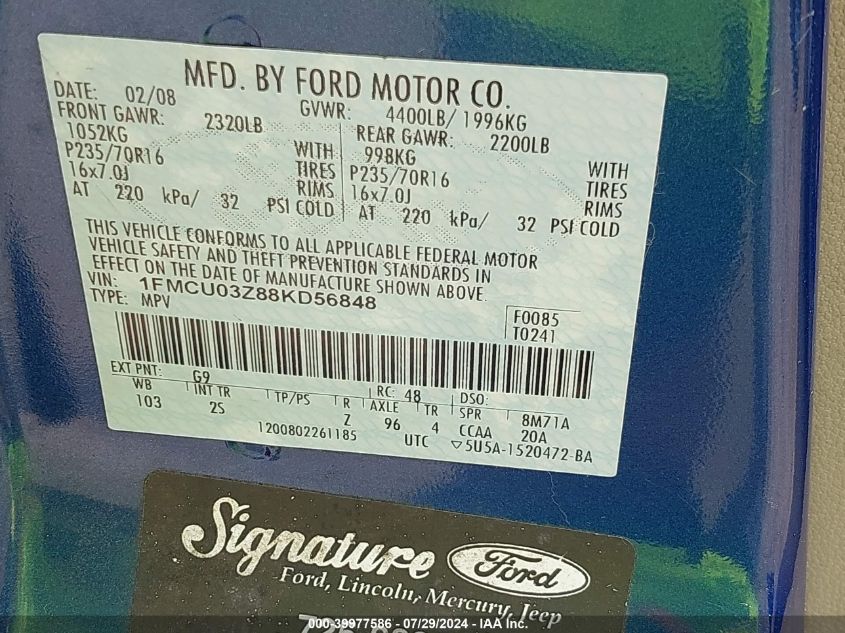 MFD. BY FORD MOTOR CO.
DATE: 02/08 GVWR: 4400LB/ 1996KG
FRONT GAWR: 2320LB REAR GAWR: 2200LB
1052KG WITH 998KG WITH
P235/70R16 TIRES P235/70R16 TIRES
16x7.0J RIMS 16x7.0J RIMS
AT 220 kPa/ 32 PSI COLD AT 220 kPa/ 32 PSI COLD
THIS VEHICLE CONFORMS TO ALL APPLICABLE FEDERAL MOTOR
VEHICLE SAFETY AND THEFT PREVENTION STANDARDS IN
EFFECT ON THE DATE OF MANUFACTURE SHOWN ABOVE.
VIN: 1FMCU03Z88KD56848
TYPE: MPV
F0085
T0241
EXT PNT: G9 RC: 48 DSO:
WB INT TR TP/PS R AXLE TR SPR 8M71A
103 2S Z 96 4 CCAA 20A
1200802261185 UTC ▽5U5A-1520472-BA
Signature Ford
Ford, Lincoln, Mercury, Jeep
000-39977586 / 07/29/2024 - IAA Inc.